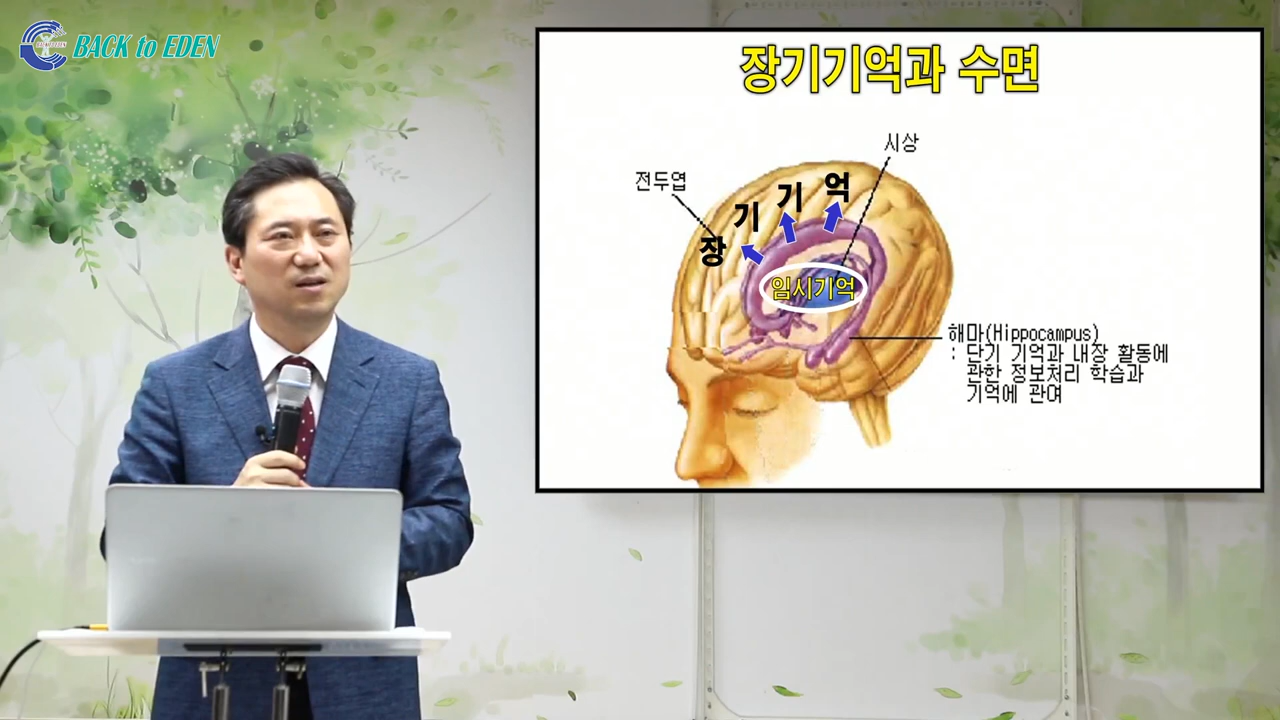 BACK to EDEN
장기기억과 수면
시상
전두엽
장 기 기 억
임시기억
해마(Hippocampus)
: 단기 기억과 내장 활동에
관한 정보처리 학습과
기억에 관여